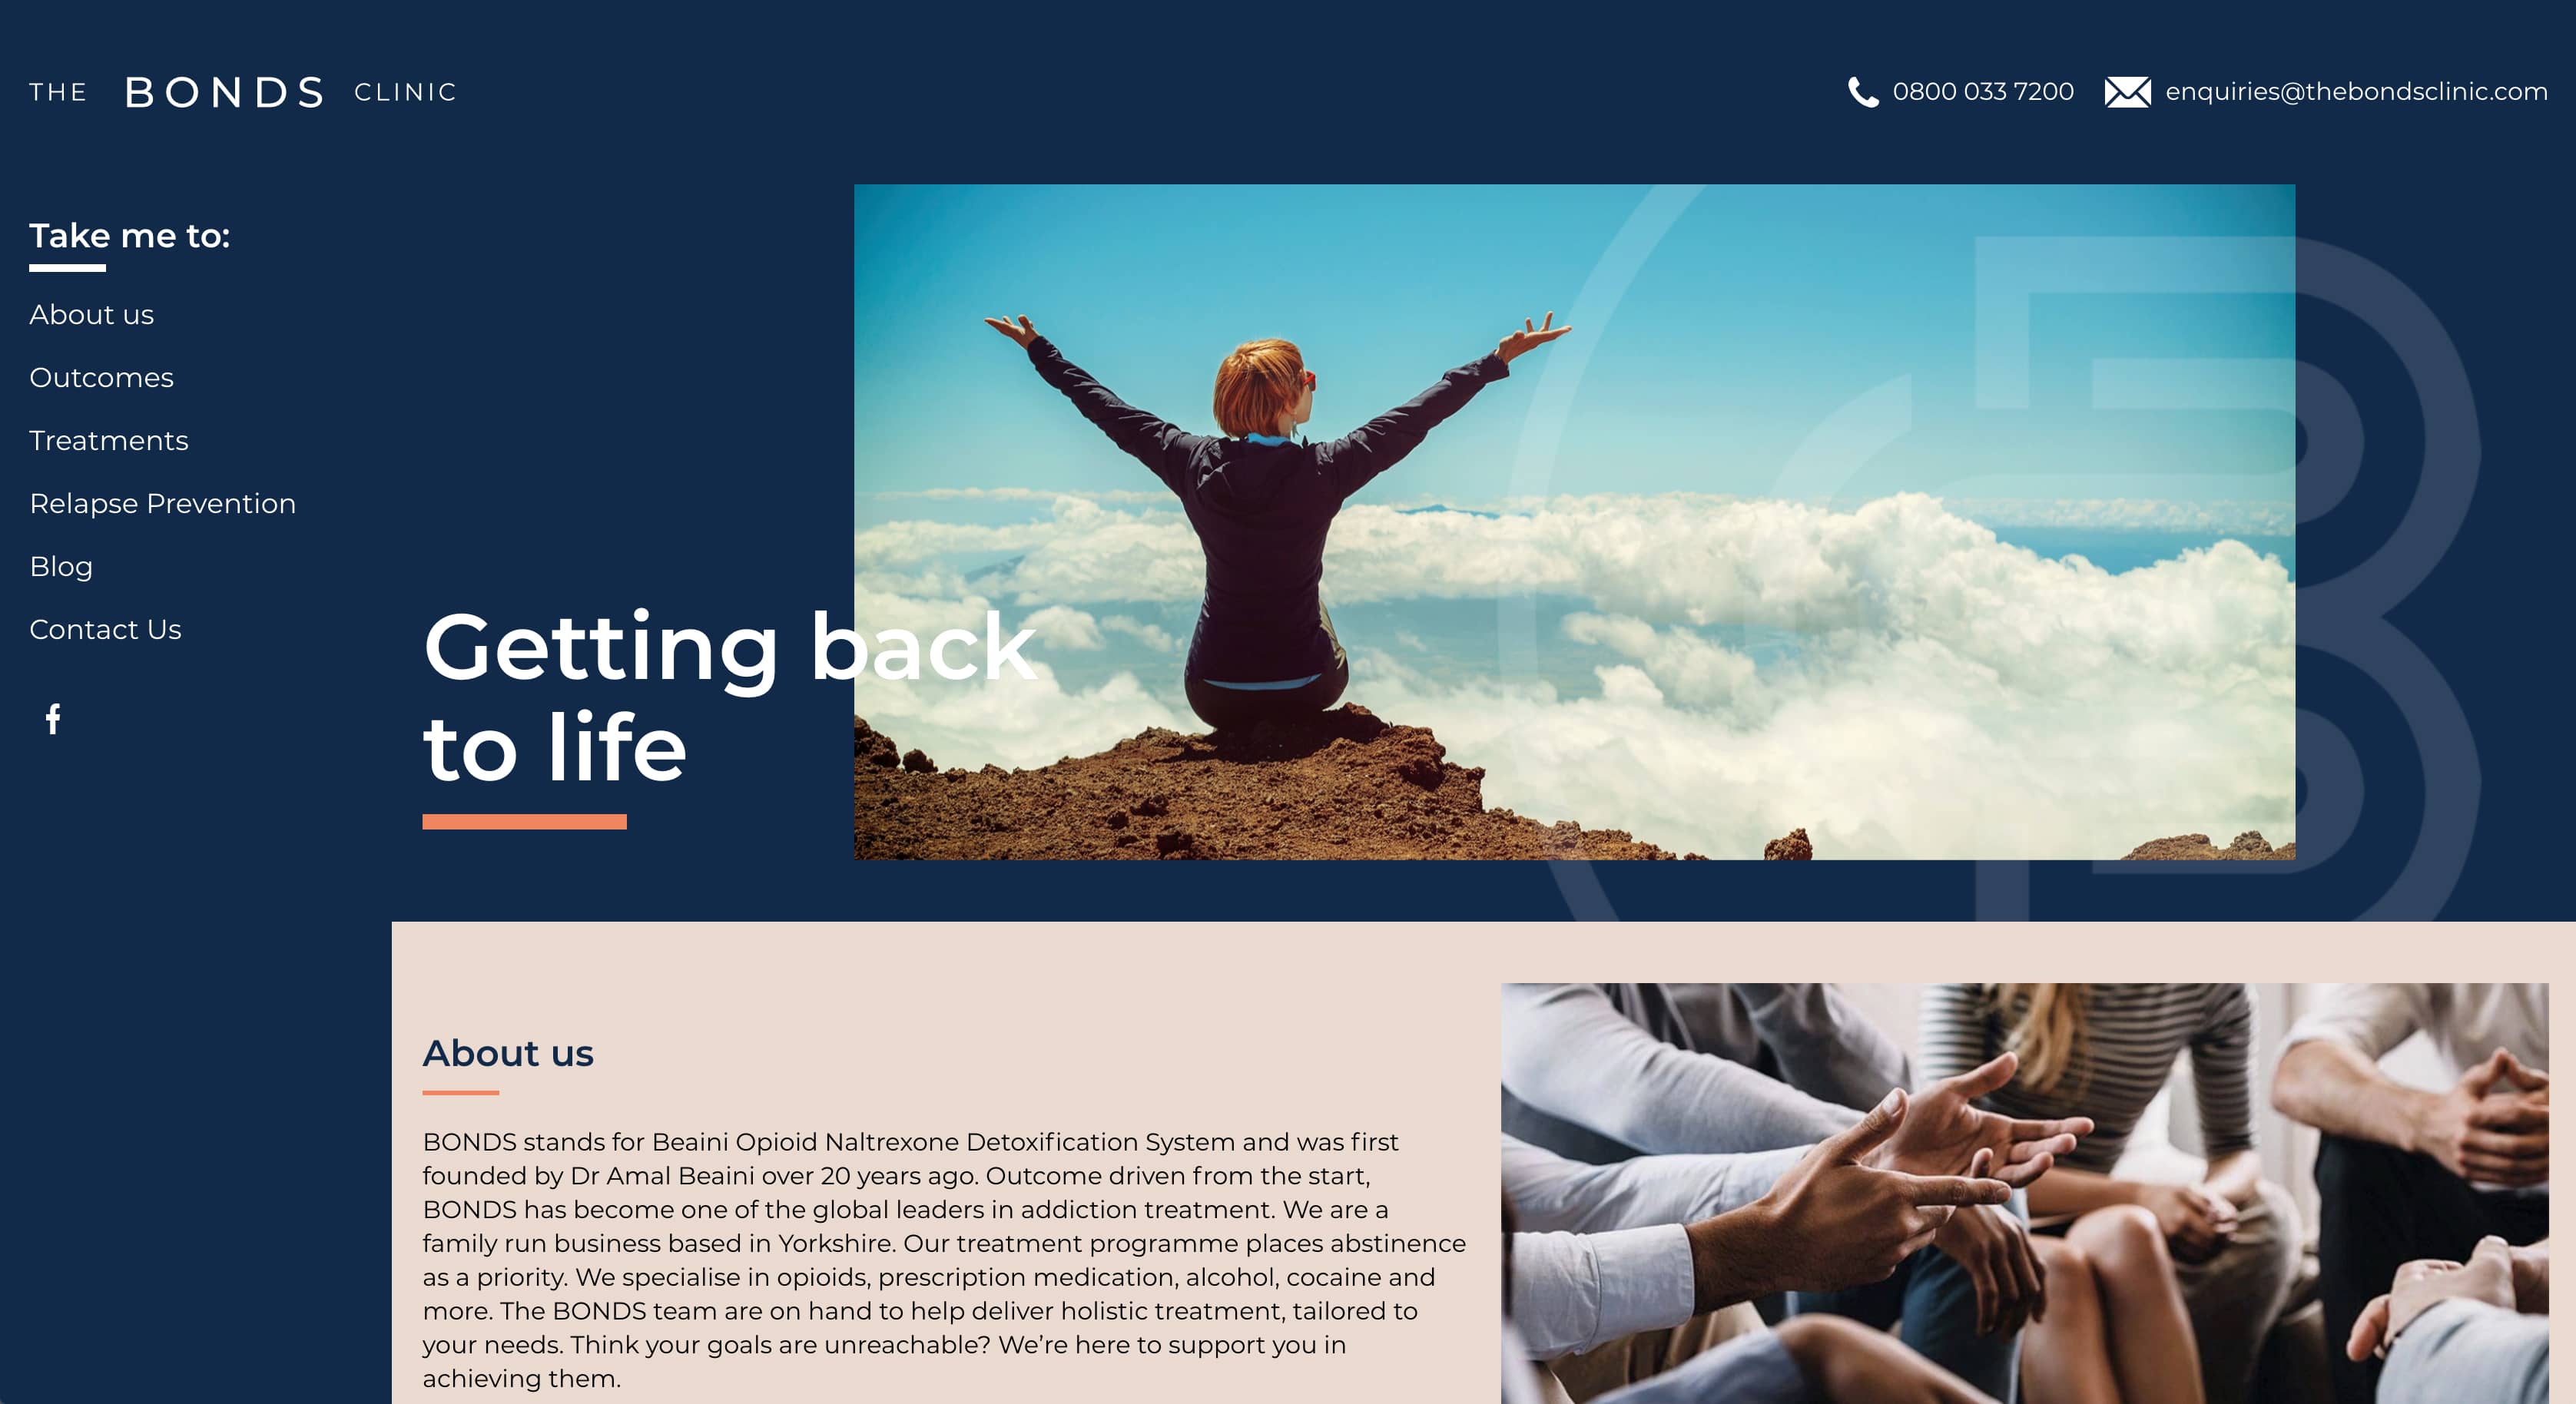 THE BONDS CLINIC
0800 033 7200 enquiries@thebondsclinic.com
Take me to:
About us
Outcomes
Treatments
Relapse Prevention
Blog
Contact Us
Getting back
to life
About us
BONDS stands for Beaini Opioid Naltrexone Detoxification System and was first
founded by Dr Amal Beaini over 20 years ago. Outcome driven from the start,
BONDS has become one of the global leaders in addiction treatment. We are a
family run business based in Yorkshire. Our treatment programme places abstinence
as a priority. We specialise in opioids, prescription medication, alcohol, cocaine and
more. The BONDS team are on hand to help deliver holistic treatment, tailored to
your needs. Think your goals are unreachable? We’re here to support you in
achieving them.